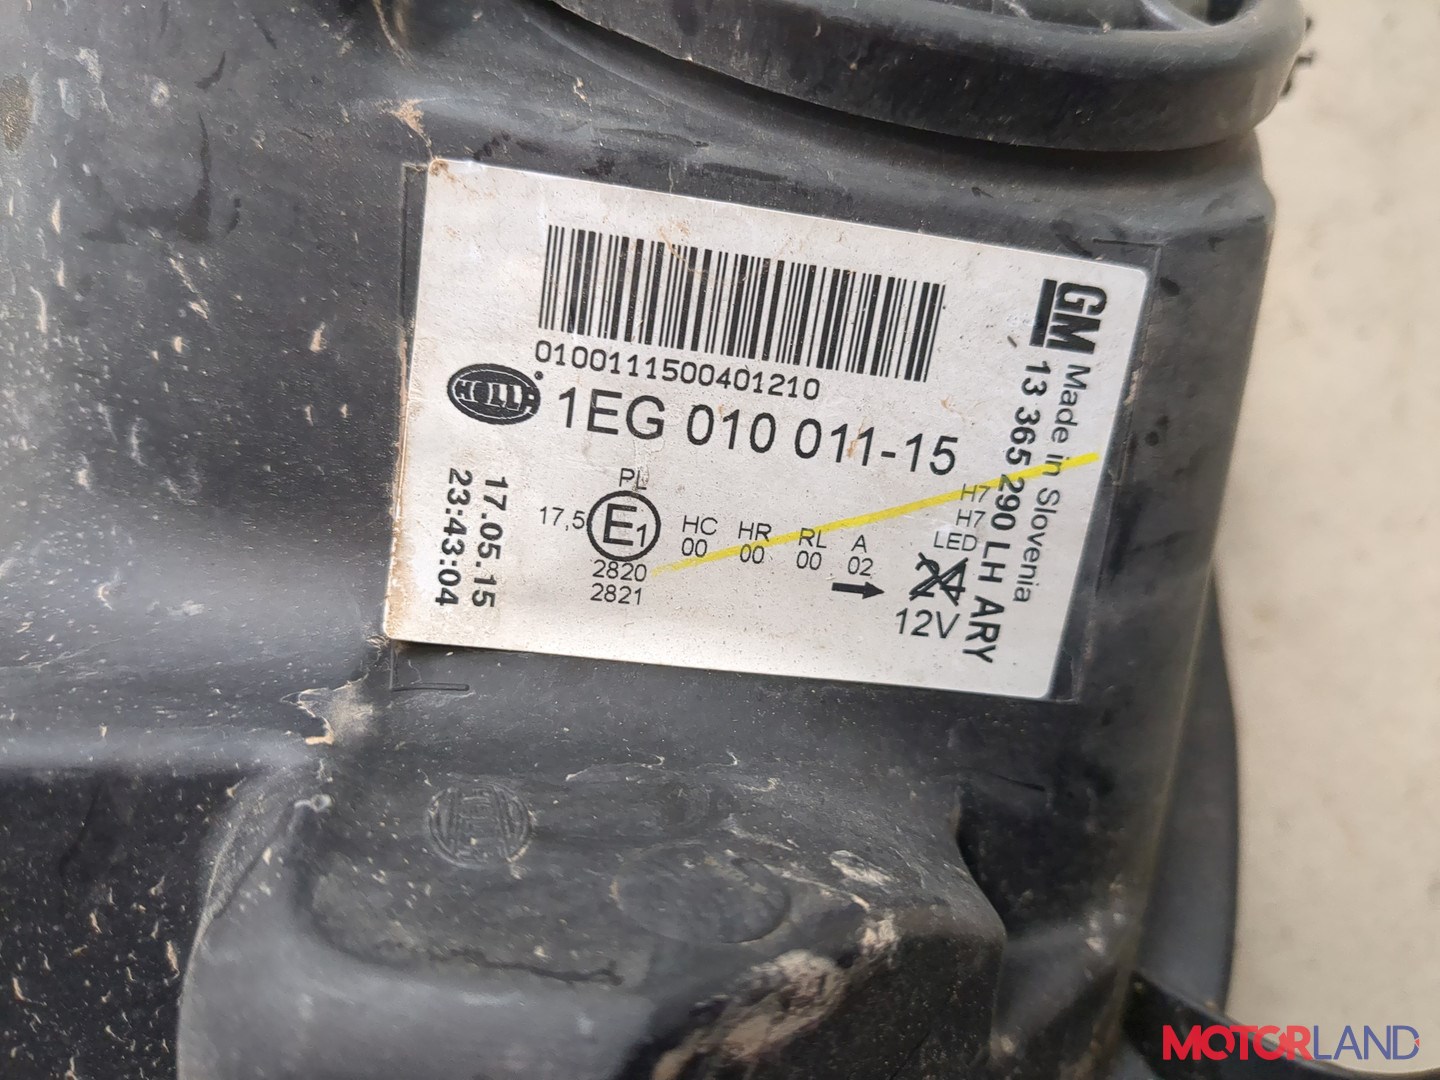 0100111500401210
HELLA
1EG 010 011-15
17.05.15
23:43:04
PL
17,5 E1
2820
2821
HC
00
HR
00
RL
00
A
02
H7
H7
LED
12V
GM Made in Slovenia
13 365 290 LH ARY
MOTORLAND